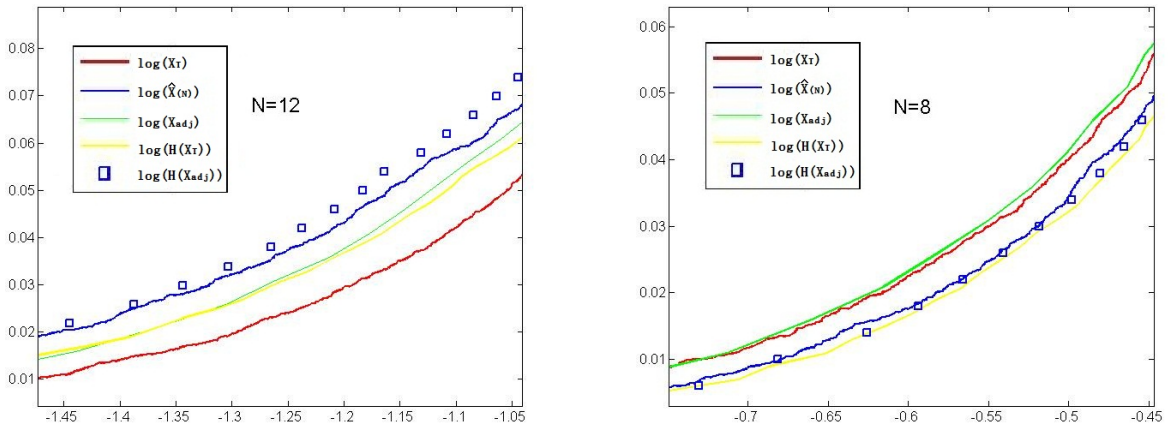 0.08
0.07
0.06
0.05
0.04
0.03
0.02
0.01
-1.45
-1.4
-1.35
-1.3
-1.25
-1.2
-1.15
-1.1
-1.05
log(X_T)
log(X̂_(N))
log(X_adj)
log(H(X_T))
log(H(X_adj))
N=12
0.06
0.05
0.04
0.03
0.02
0.01
-0.7
-0.65
-0.6
-0.55
-0.5
-0.45
log(X_T)
log(X̂_(N))
log(X_adj)
log(H(X_T))
log(H(X_adj))
N=8